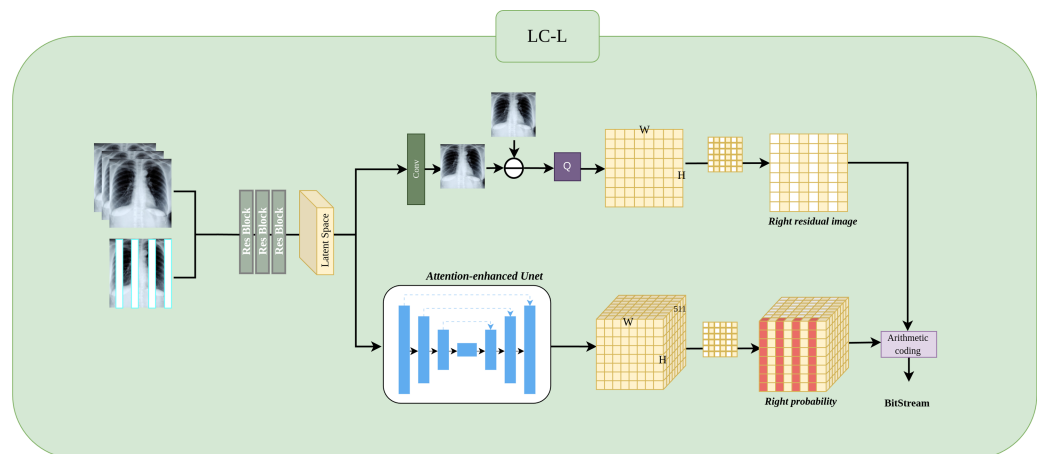 LC-L
Conv
Q
W
H
Right residual image
Res Block
Res Block
Res Block
Latent Space
Attention-enhanced Unet
511
W
H
Right probability
Arithmetic
coding
BitStream